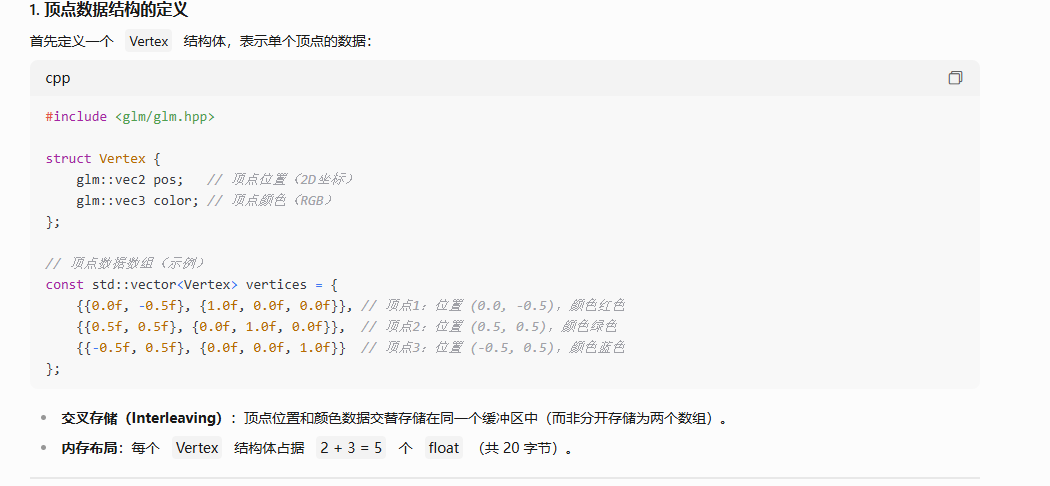 1. 顶点数据结构的定义
首先定义一个 Vertex 结构体，表示单个顶点的数据：
cpp
#include <glm/glm.hpp>
struct Vertex {
    glm::vec2 pos;   // 顶点位置（2D坐标）
    glm::vec3 color; // 顶点颜色（RGB）
};
// 顶点数据数组（示例）
const std::vector<Vertex> vertices = {
    {{0.0f, -0.5f}, {1.0f, 0.0f, 0.0f}}, // 顶点1：位置 (0.0, -0.5)，颜色红色
    {{0.5f, 0.5f}, {0.0f, 1.0f, 0.0f}},  // 顶点2：位置 (0.5, 0.5)，颜色绿色
    {{-0.5f, 0.5f}, {0.0f, 0.0f, 1.0f}}  // 顶点3：位置 (-0.5, 0.5)，颜色蓝色
};
• 交叉存储（Interleaving）：顶点位置和颜色数据交替存储在同一个缓冲区中（而非分开存储为两个数组）。
• 内存布局：每个 Vertex 结构体占据 2 + 3 = 5 个 float （共 20 字节）。